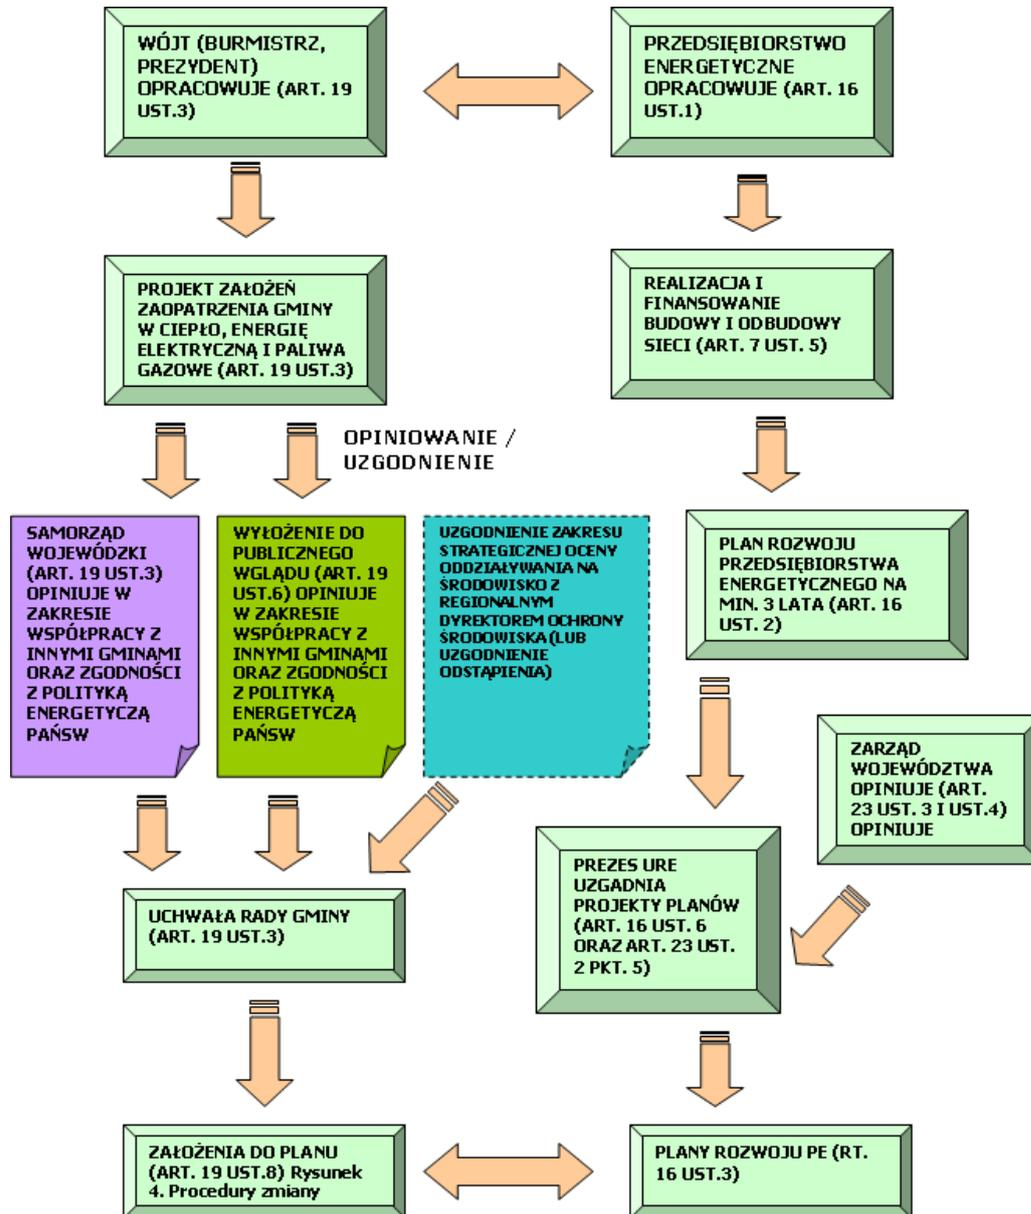 WÓJT (BURMISTRZ,
PREZYDENT)
OPRACOWUJE (ART. 19
UST.3)
PRZEDSIĘBIORSTWO
ENERGETYCZNE
OPRACOWUJE (ART. 16
UST.1)
PROJEKT ZAŁOŻEŃ
ZAOPATRZENIA GMINY
W CIEPŁO, ENERGIĘ
ELEKTRYCZNĄ I PALIWA
GAZOWE (ART. 19 UST.3)
REALIZACJA I
FINANSOWANIE
BUDOWY I ODBUDOWY
SIECI (ART. 7 UST. 5)
OPINIOWANIE /
UZGODNIENIE
SAMORZĄD
WOJEWÓDZKI
(ART. 19 UST.3)
OPINIUJE W
ZAKRESIE
WSPÓŁPRACY Z
INNYMI GMINAMI
ORAZ ZGODNOŚCI
Z POLITYKĄ
ENERGETYCZĄ
PAŃSW
WYŁOŻENIE DO
PUBLICZNEGO
WGLĄDU (ART. 19
UST.6) OPINIUJE
W ZAKRESIE
WSPÓŁPRACY Z
INNYMI GMINAMI
ORAZ ZGODNOŚCI
Z POLITYKĄ
ENERGETYCZĄ
PAŃSW
UZGODNIENIE ZAKRESU
STRATEGICZNEJ OCENY
ODDZIAŁYWANIA NA
ŚRODOWISKO Z
REGIONALNYM
DYREKTOREM OCHRONY
ŚRODOWISKA (LUB
UZGODNIENIE
ODSTĄPIENIA)
PLAN ROZWOJU
PRZEDSIĘBIORSTWA
ENERGETYCZNEGO NA
MIN. 3 LATA (ART. 16
UST. 2)
ZARZĄD
WOJEWÓDZTWA
OPINIUJE (ART.
23 UST. 3 I UST.4)
OPINIUJE
PREZES URE
UZGADNIA
PROJEKTY PLANÓW
(ART. 16 UST. 6
ORAZ ART. 23 UST.
2 PKT. 5)
UCHWAŁA RADY GMINY
(ART. 19 UST.3)
ZAŁOŻENIA DO PLANU
(ART. 19 UST.8) Rysunek
4. Procedury zmiany
PLANY ROZWOJU PE (RT.
16 UST.3)